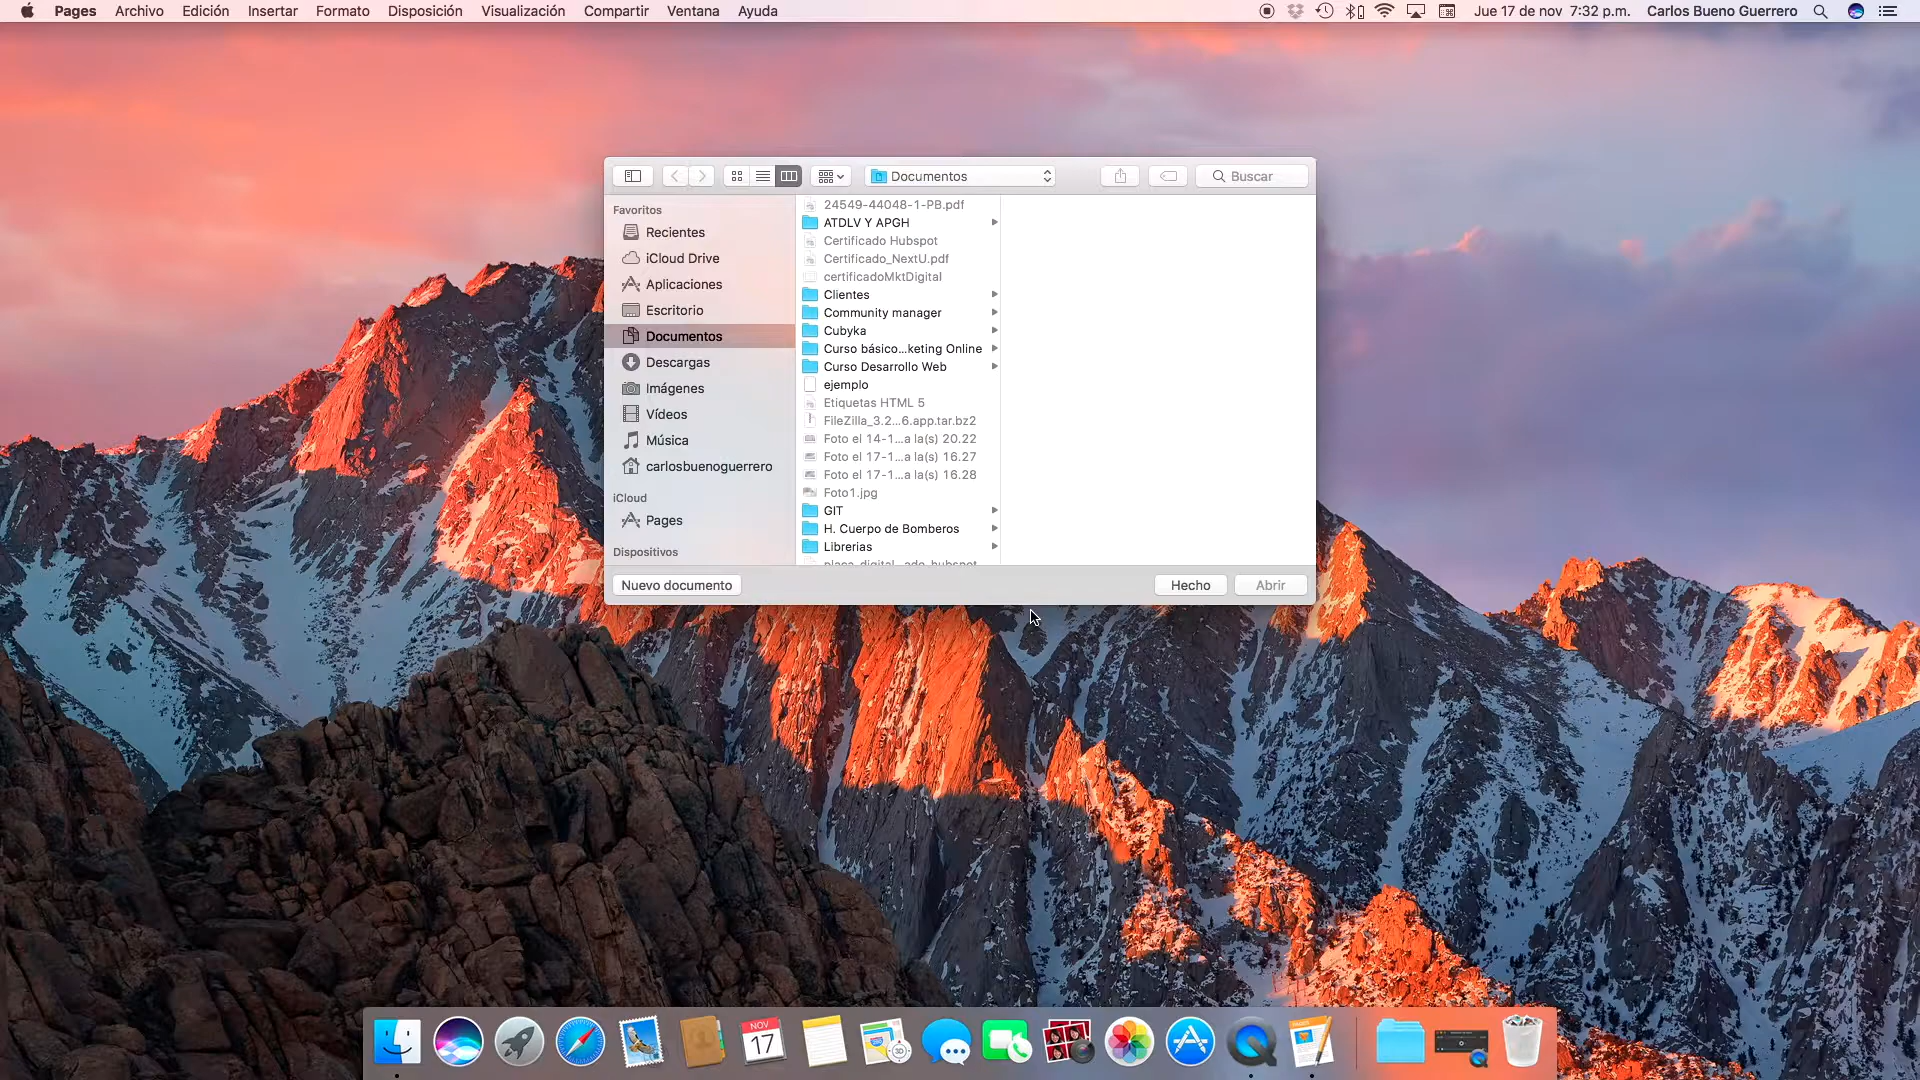 Pages Archivo Edición Insertar Formato Disposición Visualización Compartir Ventana Ayuda Jue 17 de nov 7:32 p.m. Carlos Bueno Guerrero
Documentos Buscar
Favoritos
Recientes
iCloud Drive
Aplicaciones
Escritorio
Documentos
Descargas
Imágenes
Vídeos
Música
carlosbuenoguerrero
iCloud
Pages
Dispositivos
24549-44048-1-PB.pdf
ATDLV Y APGH
Certificado Hubspot
Certificado_NextU.pdf
certificadoMktDigital
Clientes
Community manager
Cubyka
Curso básico...keting Online
Curso Desarrollo Web
ejemplo
Etiquetas HTML 5
FileZilla_3.2...6.app.tar.bz2
Foto el 14-1...a la(s) 20.22
Foto el 17-1...a la(s) 16.27
Foto el 17-1...a la(s) 16.28
Foto1.jpg
GIT
H. Cuerpo de Bomberos
Librerias
Nuevo documento Hecho Abrir
NOV
17
3D